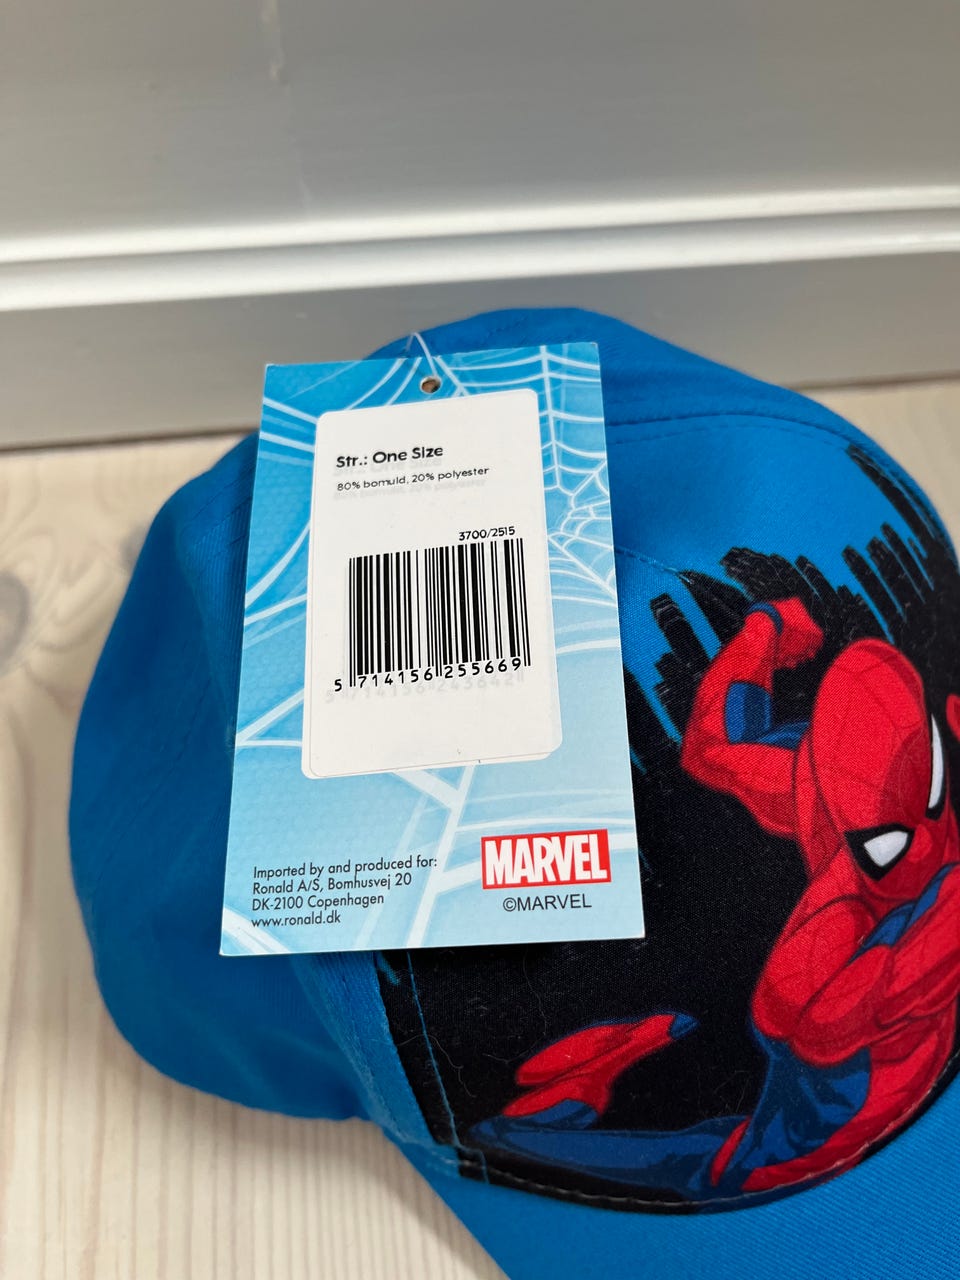 Str.: One Size
80% bomuld, 20% polyester
3700/2515
5 714156 255669
Imported by and produced for:
Ronald A/S, Bomhusvej 20
DK-2100 Copenhagen
www.ronald.dk
MARVEL
©MARVEL